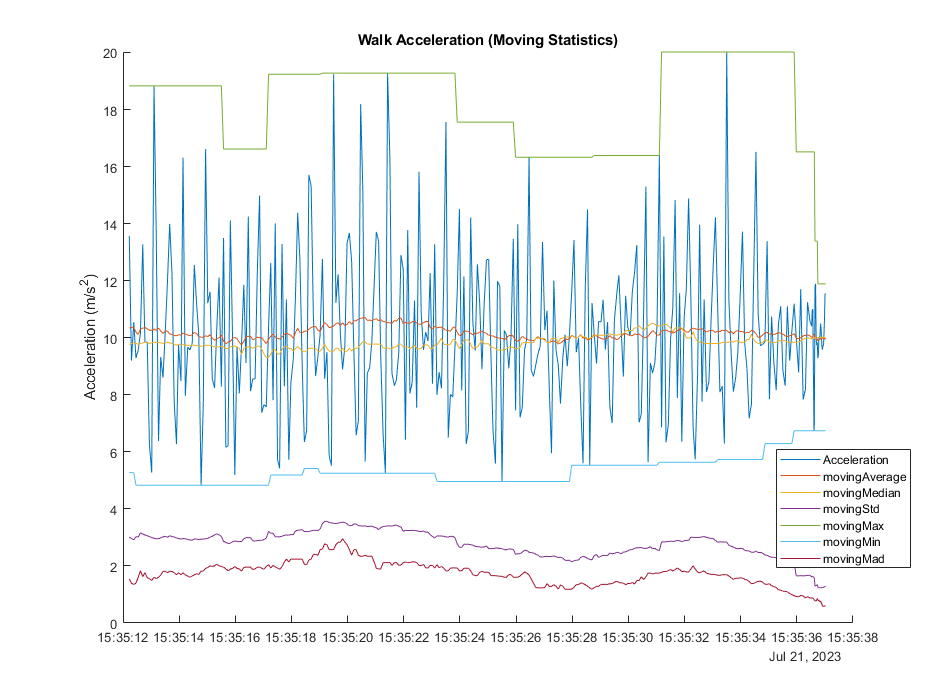 Walk Acceleration (Moving Statistics)
20
18
16
14
12
10
8
6
4
2
0
Acceleration (m/s²)
Acceleration
movingAverage
movingMedian
movingStd
movingMax
movingMin
movingMad
15:35:12 15:35:14 15:35:16 15:35:18 15:35:20 15:35:22 15:35:24 15:35:26 15:35:28 15:35:30 15:35:32 15:35:34 15:35:36 15:35:38
Jul 21, 2023